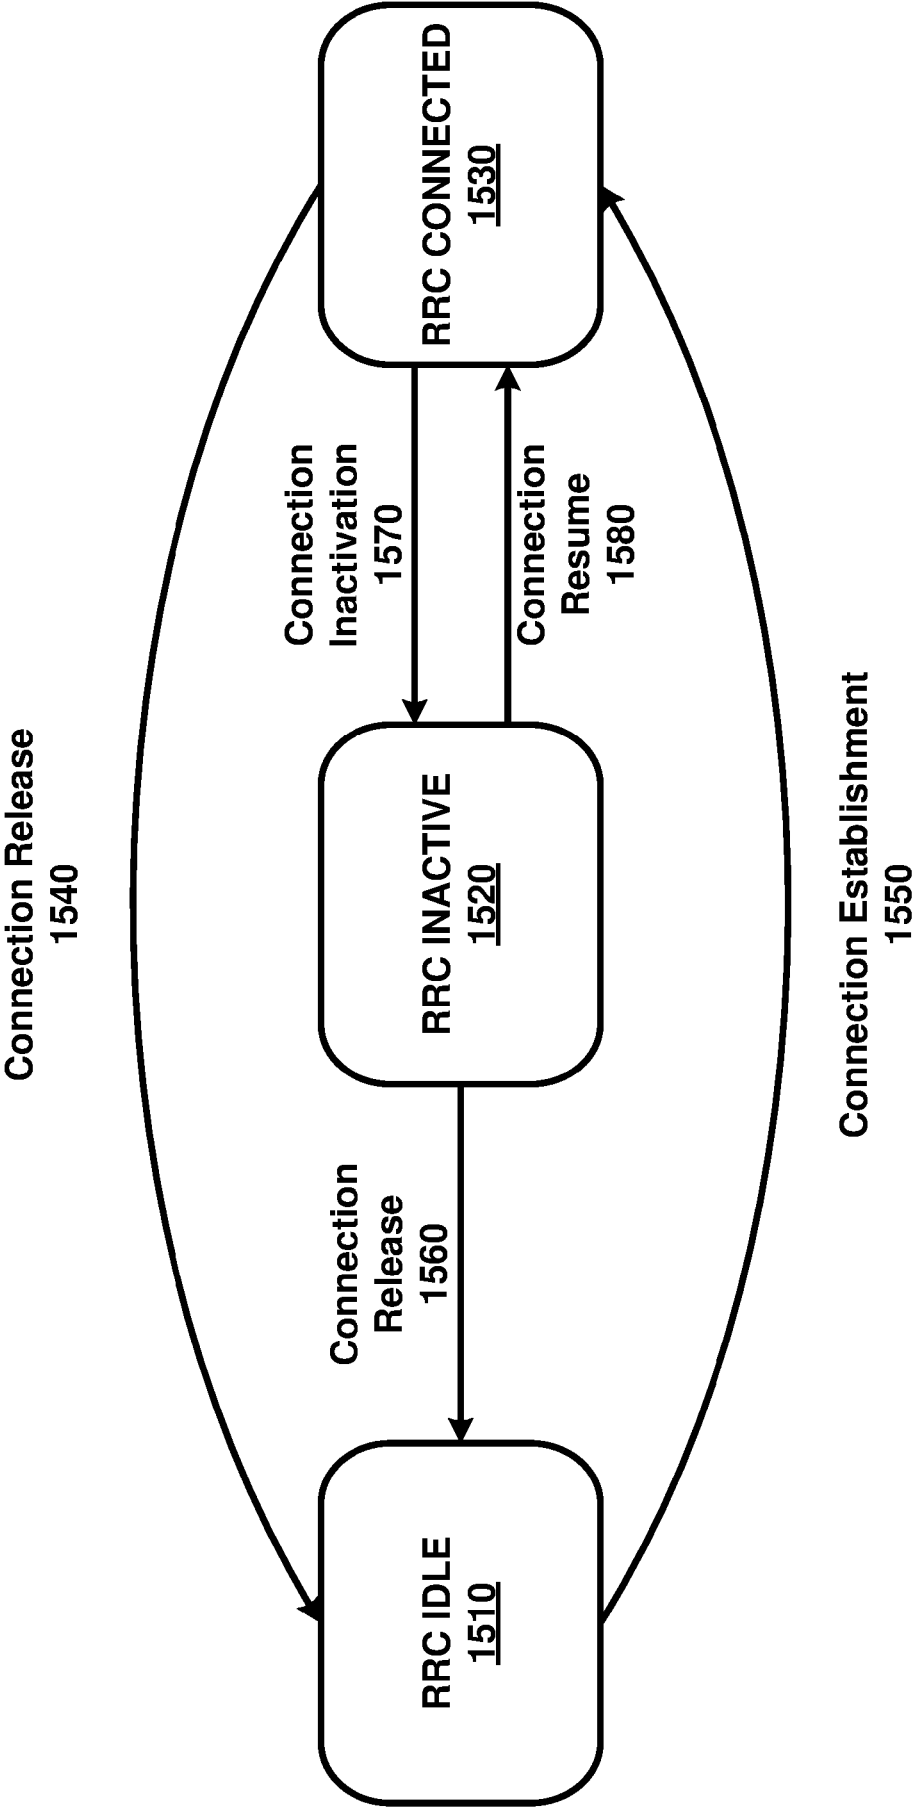 Connection Release
1540
RRC IDLE
1510
Connection
Release
1560
RRC INACTIVE
1520
Connection
Inactivation
1570
Connection
Resume
1580
RRC CONNECTED
1530
Connection Establishment
1550